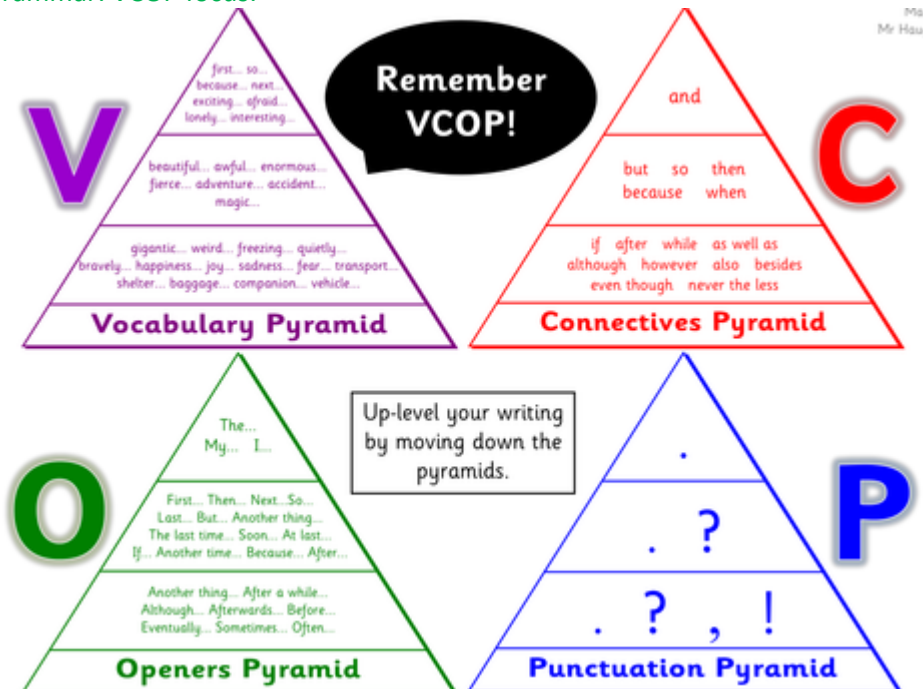 Remember
VCOP!
V
first... so...
because... next...
exciting... afraid...
lonely... interesting...
beautiful... awful... enormous...
fierce... adventure... accident...
magic...
gigantic... weird... freezing... quietly...
bravely... happiness... joy... sadness... fear... transport...
shelter... baggage... companion... vehicle...
Vocabulary Pyramid
C
and
but so then
because when
if after while as well as
although however also besides
even though never the less
Connectives Pyramid
O
The...
My... I...
First... Then... Next...So...
Last... But... Another thing...
The last time... Soon... At last...
If... Another time... Because... After...
Another thing... After a while...
Although... Afterwards... Before...
Eventually... Sometimes... Often...
Openers Pyramid
Up-level your writing
by moving down the
pyramids.
P
.
. ?
. ? , !
Punctuation Pyramid